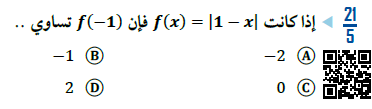 21/5 إذا كانت f(x) = |1 − x| فإن f(−1) تساوي ..
−2 (A) −1 (B)
0 (C) 2 (D)